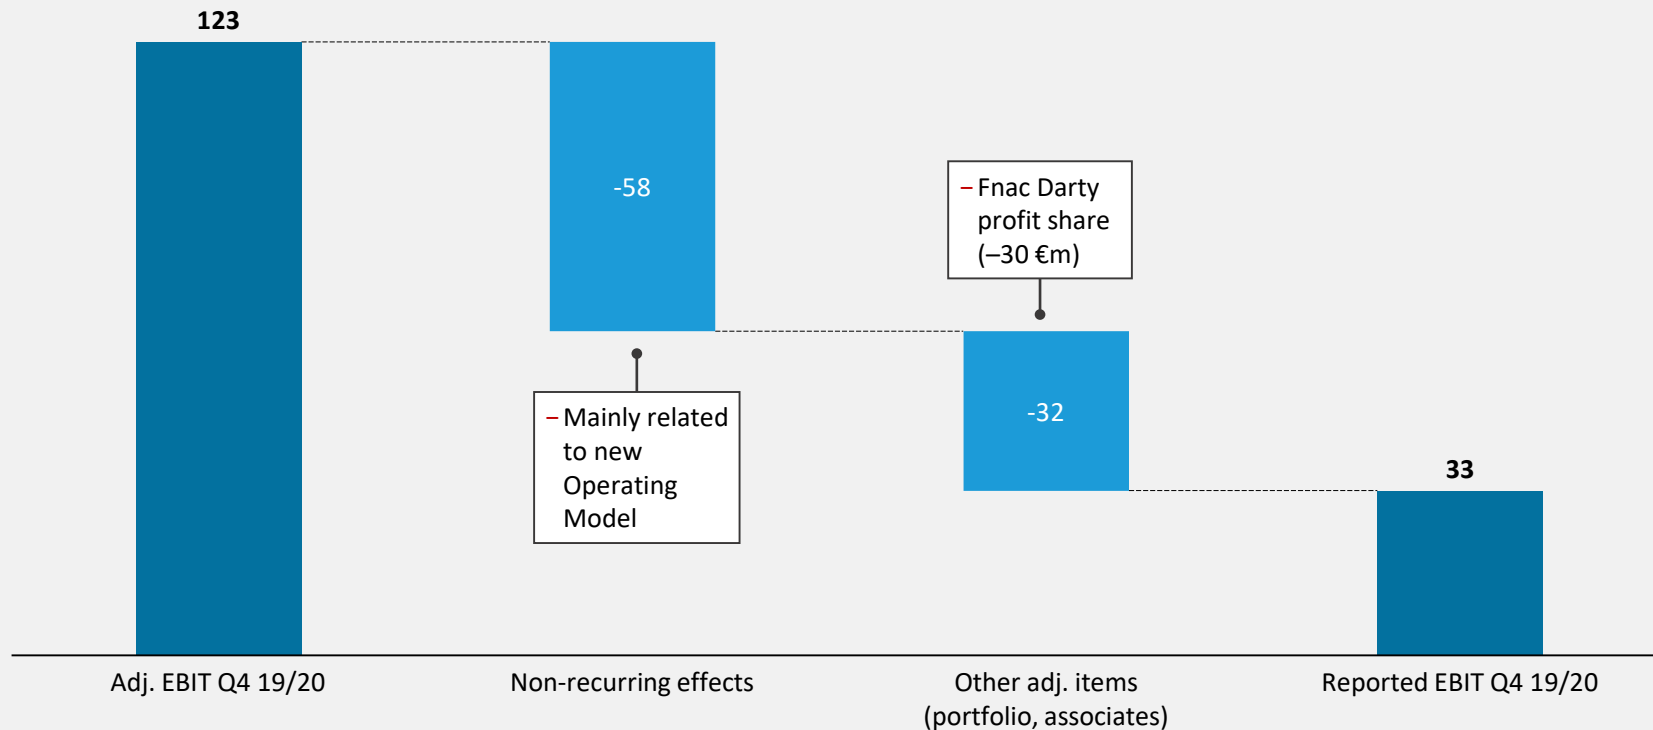 123
-58
– Fnac Darty
profit share
(–30 €m)
– Mainly related
to new
Operating
Model
-32
33
Adj. EBIT Q4 19/20
Non-recurring effects
Other adj. items
(portfolio, associates)
Reported EBIT Q4 19/20